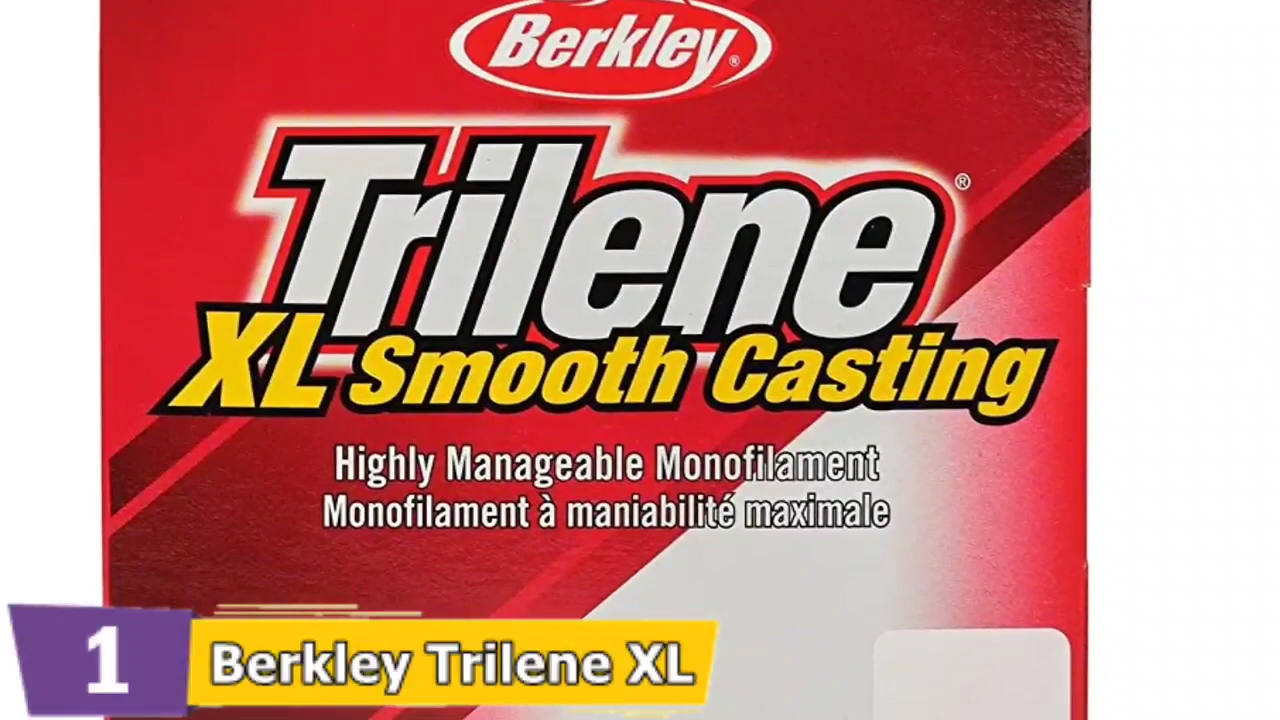 Berkley®
Trilene®
XL Smooth Casting
Highly Manageable Monofilament
Monofilament à maniabilité maximale
1 Berkley Trilene XL